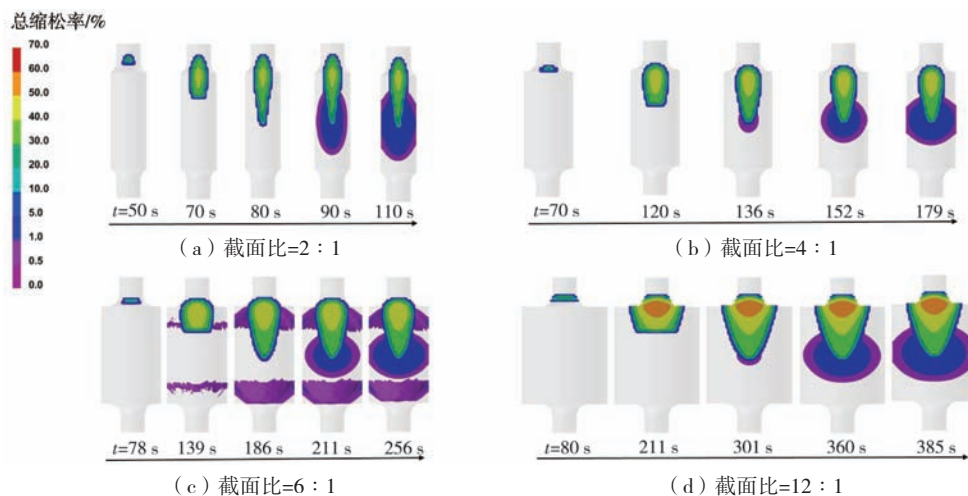 总缩松率/%
70.0
60.0
50.0
40.0
30.0
20.0
10.0
5.0
1.0
0.5
0.0
t=50 s 70 s 80 s 90 s 110 s
（a）截面比=2∶1
t=70 s 120 s 136 s 152 s 179 s
（b）截面比=4∶1
t=78 s 139 s 186 s 211 s 256 s
（c）截面比=6∶1
t=80 s 211 s 301 s 360 s 385 s
（d）截面比=12∶1